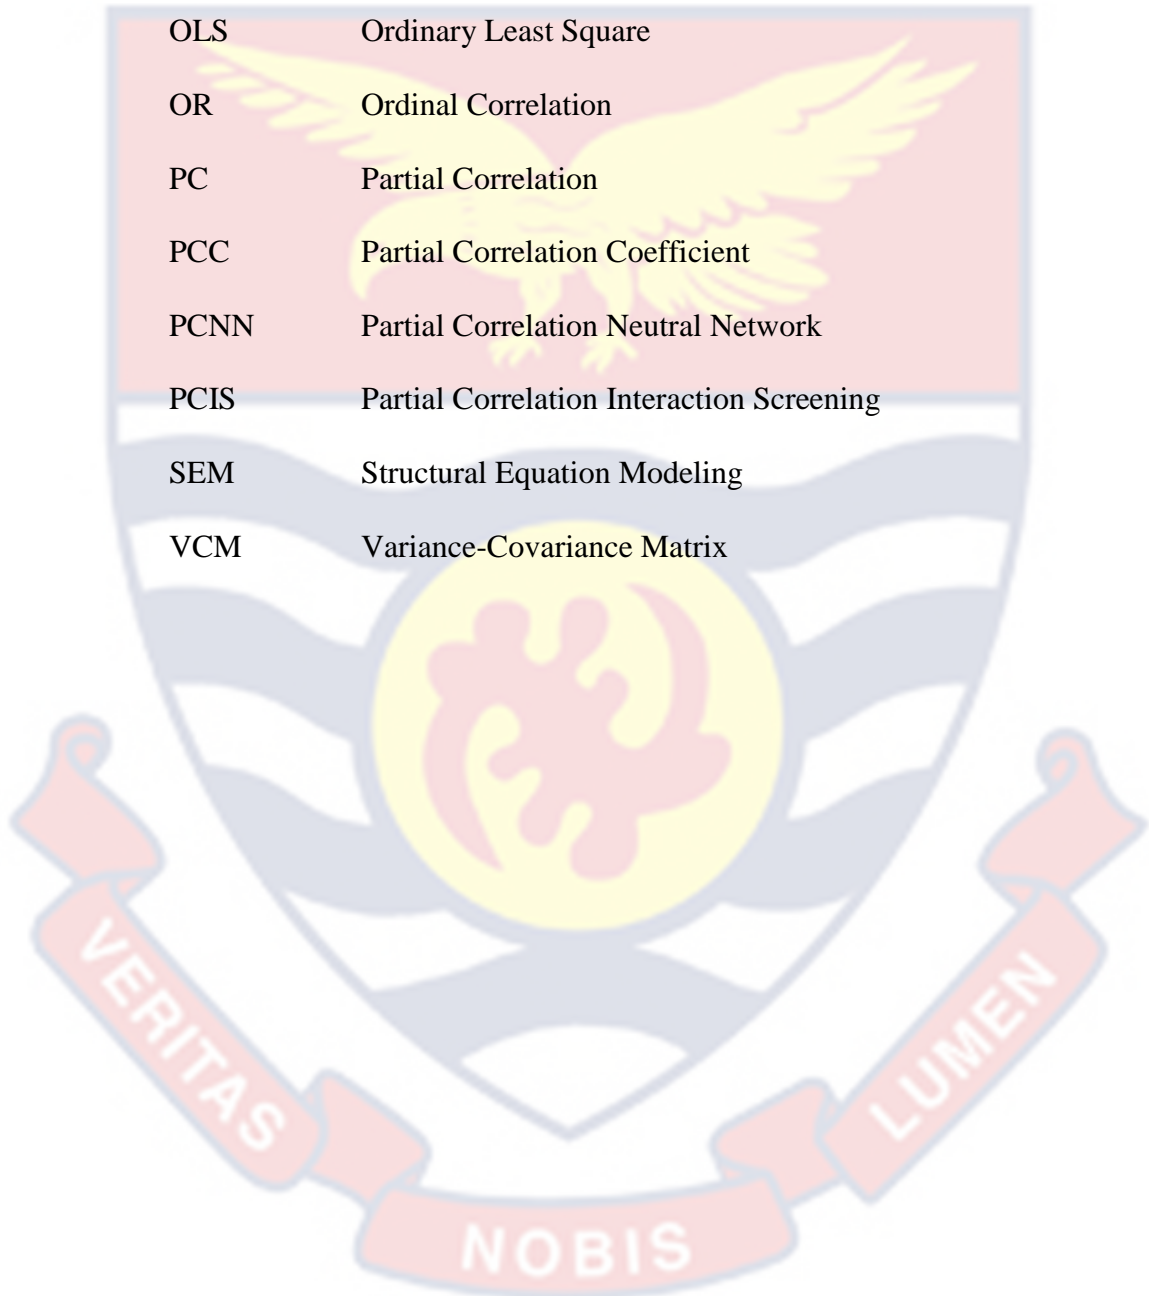 OLS Ordinary Least Square
OR Ordinal Correlation
PC Partial Correlation
PCC Partial Correlation Coefficient
PCNN Partial Correlation Neutral Network
PCIS Partial Correlation Interaction Screening
SEM Structural Equation Modeling
VCM Variance-Covariance Matrix
VERITAS
NOBIS
LUMEN